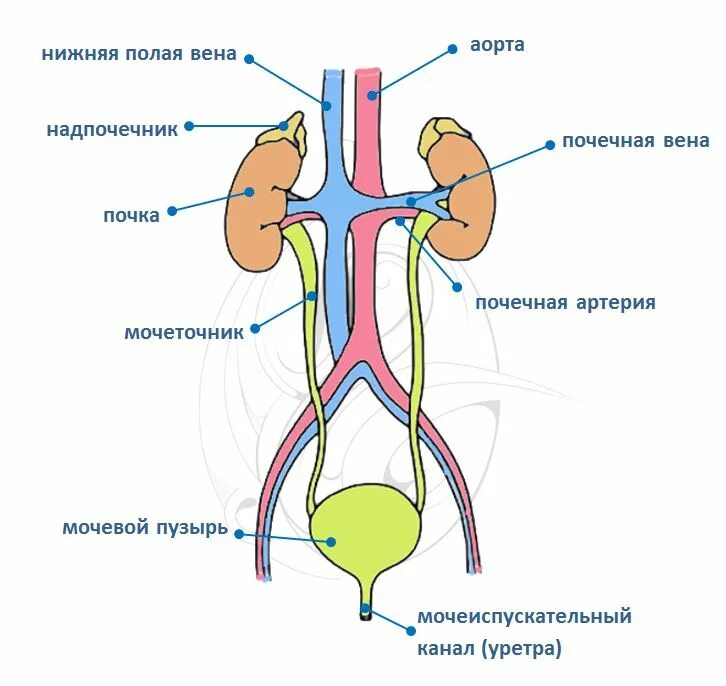 аорта
нижняя полая вена
надпочечник
почечная вена
почка
почечная артерия
мочеточник
мочевой пузырь
мочеиспускательный
канал (уретра)